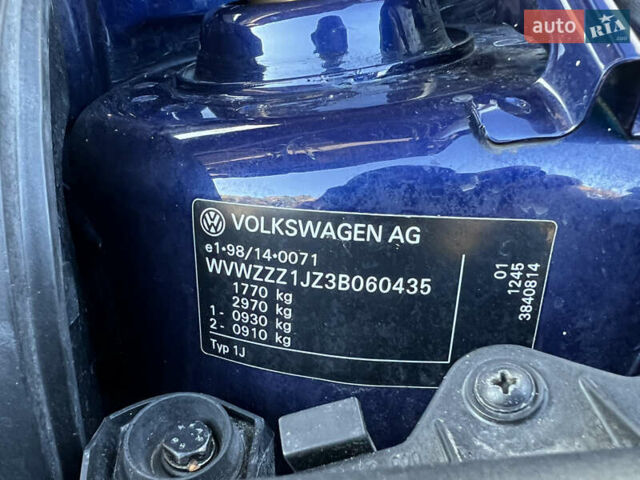 auto RIA
.com
VOLKSWAGEN AG
e1*98/14*0071
WVWZZZ1JZ3B060435
1770 kg
2970 kg
1- 0930 kg
2- 0910 kg
Typ 1J
01
1245
3840814